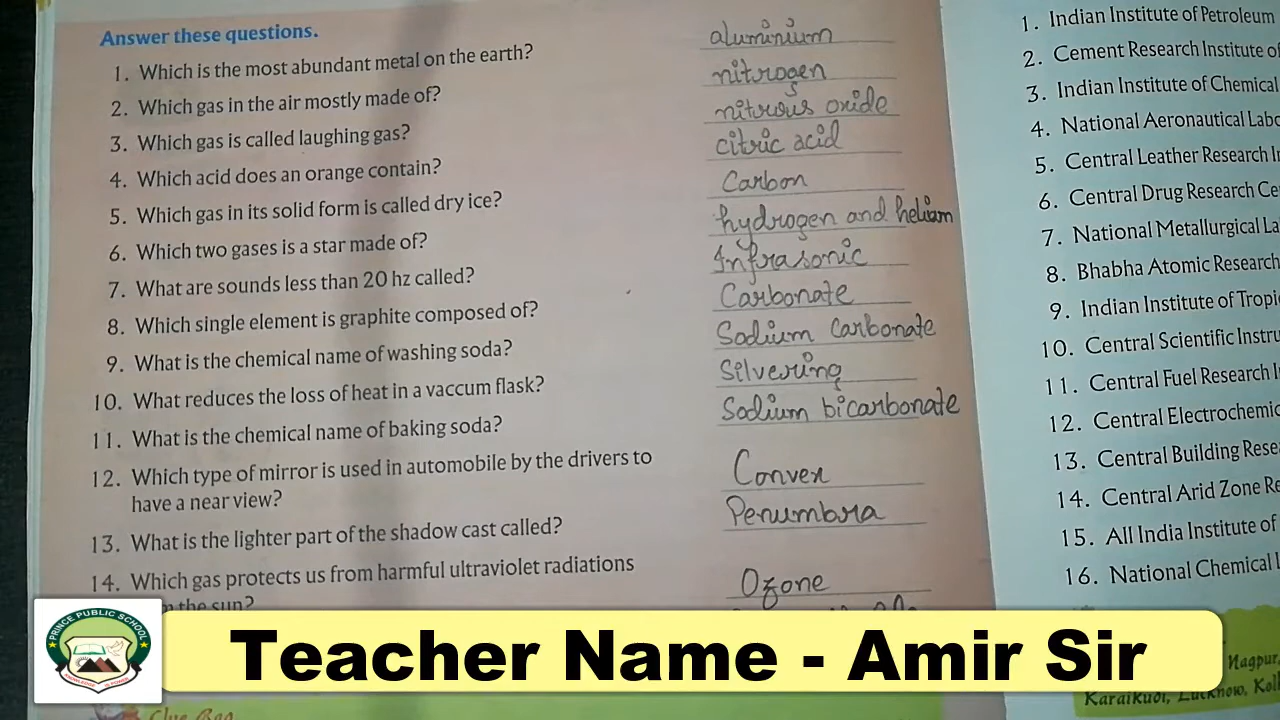 Answer these questions.
1. Which is the most abundant metal on the earth? aluminium
2. Which gas in the air mostly made of? nitrogen
3. Which gas is called laughing gas? nitrous oxide
4. Which acid does an orange contain? citric acid
5. Which gas in its solid form is called dry ice? Carbon
6. Which two gases is a star made of? hydrogen and helium
7. What are sounds less than 20 hz called? Infrasonic
8. Which single element is graphite composed of? Carbonate
9. What is the chemical name of washing soda? Sodium Carbonate
10. What reduces the loss of heat in a vaccum flask? Silvering
11. What is the chemical name of baking soda? Sodium bicarbonate
12. Which type of mirror is used in automobile by the drivers to
have a near view? Convex
13. What is the lighter part of the shadow cast called? Penumbra
14. Which gas protects us from harmful ultraviolet radiations
the sun? Ozone
1. Indian Institute of Petroleum
2. Cement Research Institute of
3. Indian Institute of Chemical
4. National Aeronautical
5. Central Leather Research
6. Central Drug Research
7. National Metallurgical
8. Bhabha Atomic Research
9. Indian Institute of
10. Central Scientific
11. Central Fuel Research
12. Central
13. Central Building
14. Central Arid Zone
15. All India Institute of
16. National Chemical
Nagpur,
Karaikudi, Lucknow,
PRINCE PUBLIC SCHOOL
Teacher Name - Amir Sir